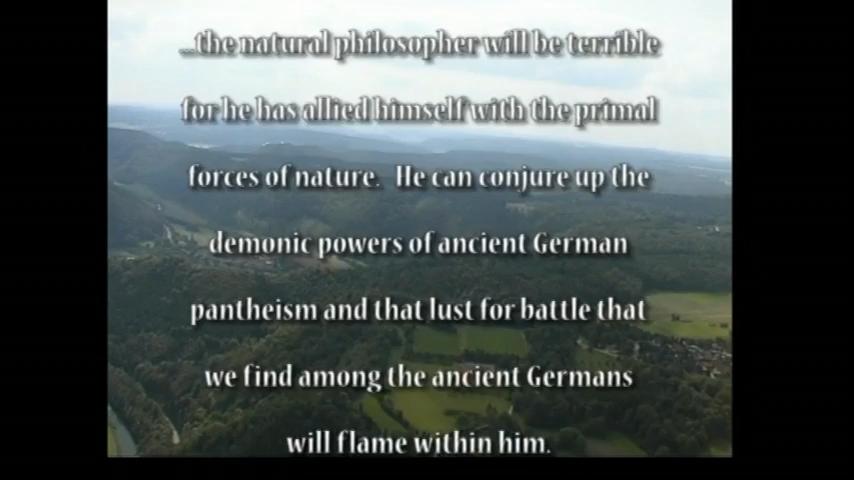 ...the natural philosopher will be terrible
for he has allied himself with the primal
forces of nature. He can conjure up the
demonic powers of ancient German
pantheism and that lust for battle that
we find among the ancient Germans
will flame within him.